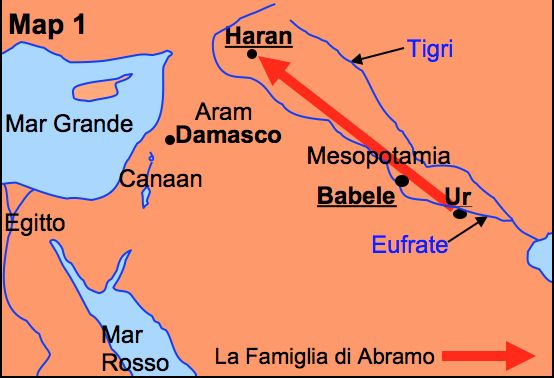 Map 1
Haran
Tigri
Aram
Mar Grande
Damasco
Mesopotamia
Canaan
Babele
Ur
Egitto
Eufrate
Mar
Rosso
La Famiglia di Abramo